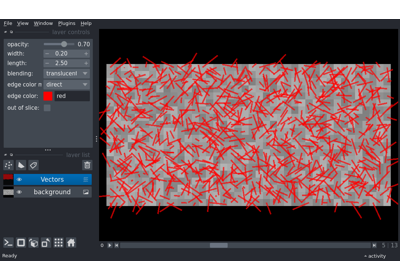 File View Window Plugins Help
layer controls
opacity: 0.70
width: - 0.20 +
length: - 2.50 +
blending: translucent
edge color m direct
edge color: red
out of slice:
layer list
Vectors
background
0
5 | 13
Ready
activity